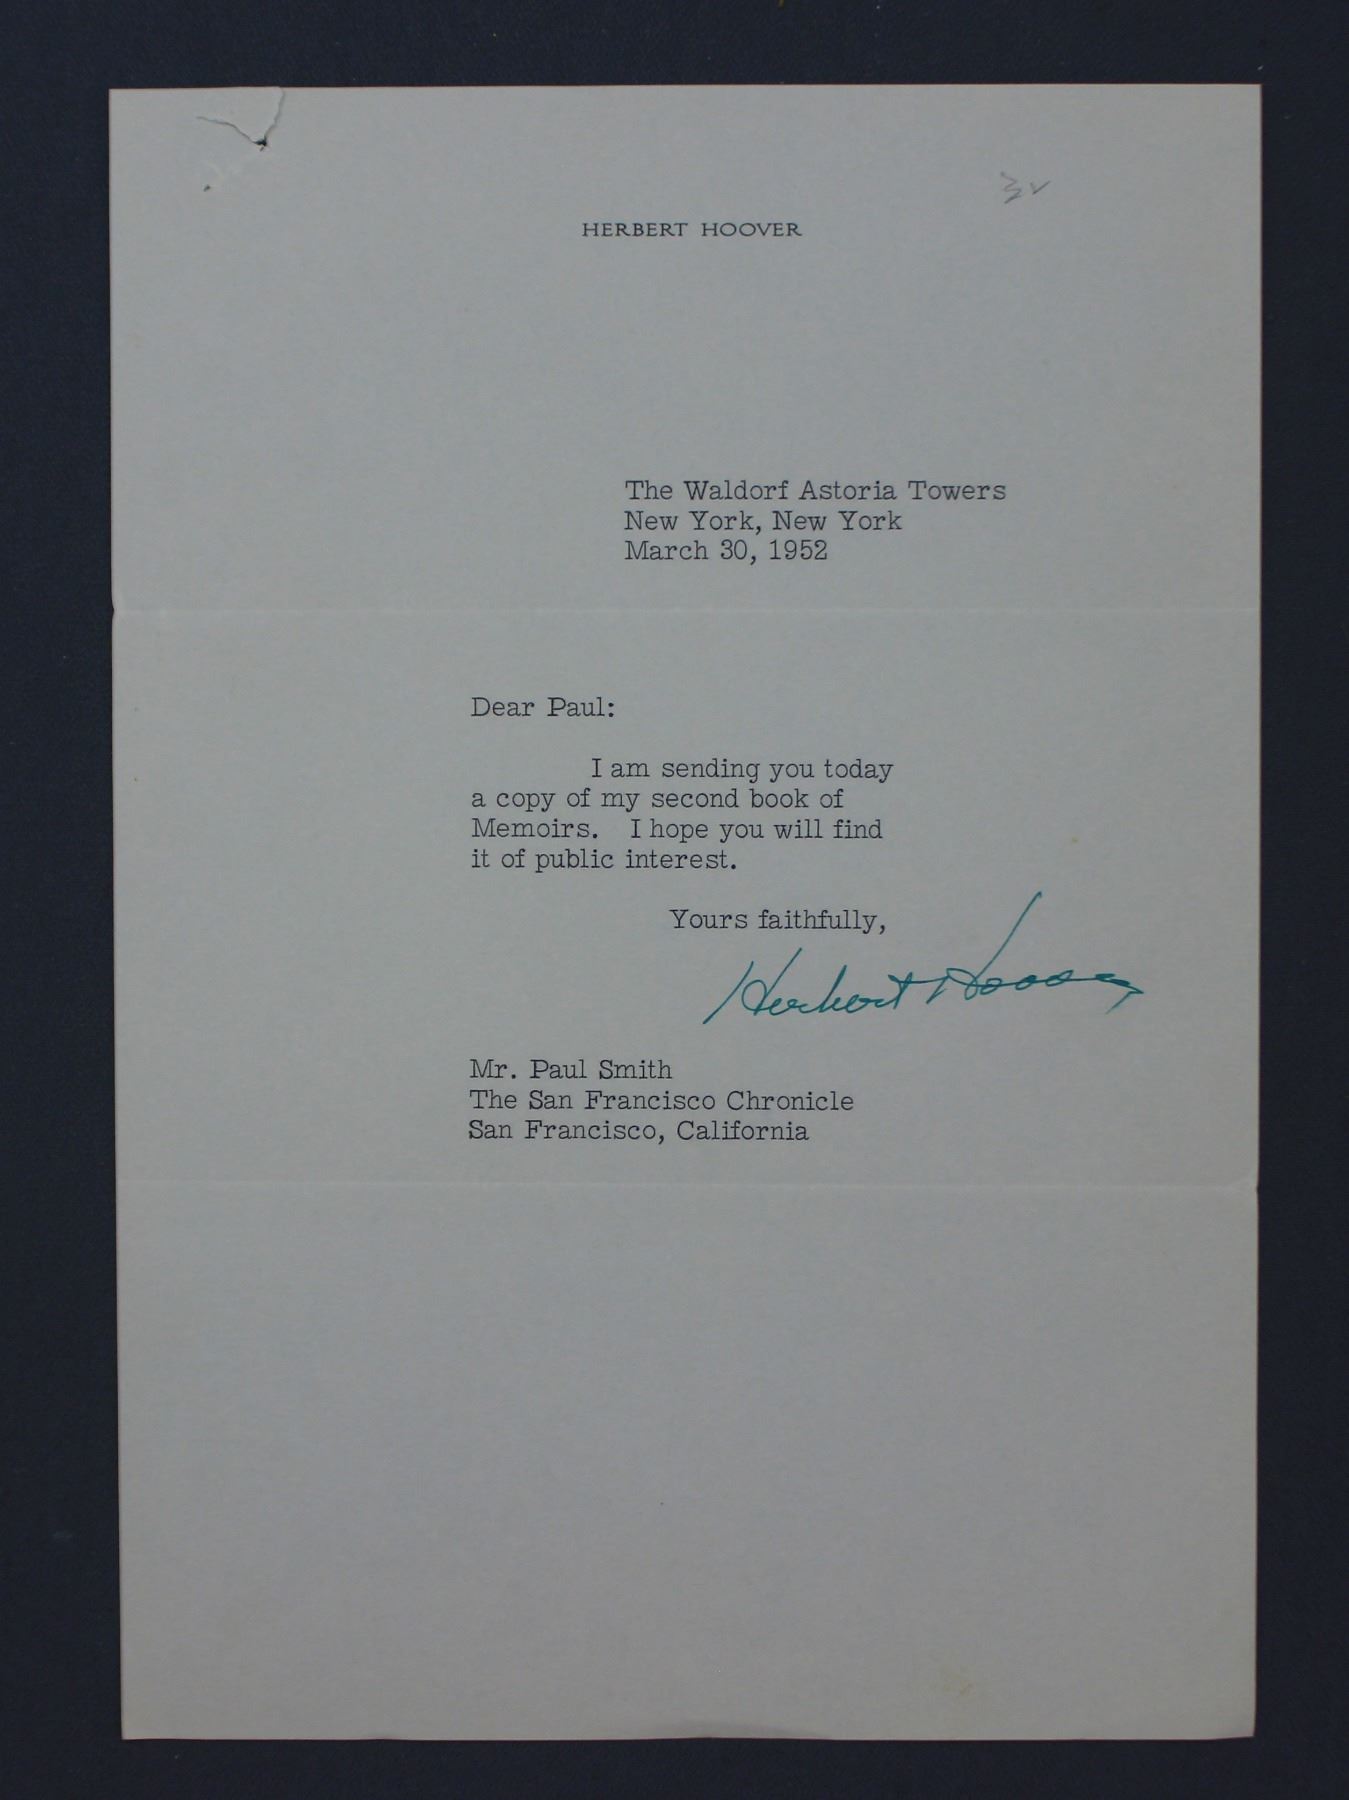 HERBERT HOOVER
The Waldorf Astoria Towers
New York, New York
March 30, 1952
Dear Paul:
I am sending you today
a copy of my second book of
Memoirs. I hope you will find
it of public interest.
Yours faithfully,
Herbert Hoover
Mr. Paul Smith
The San Francisco Chronicle
San Francisco, California